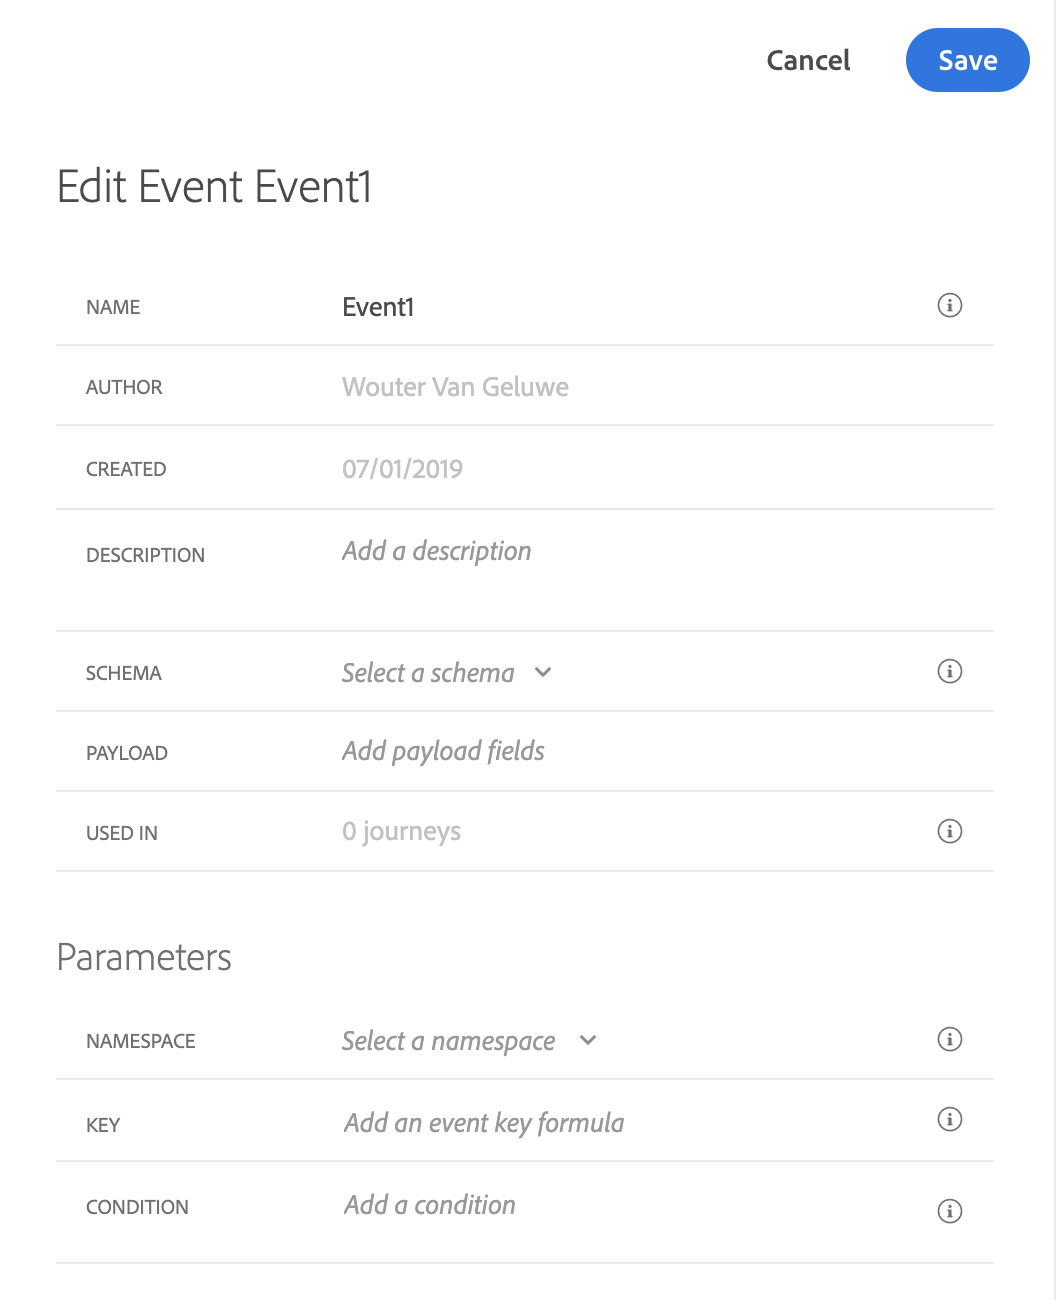 Cancel Save
Edit Event Event1
NAME Event1
AUTHOR Wouter Van Geluwe
CREATED 07/01/2019
DESCRIPTION Add a description
SCHEMA Select a schema
PAYLOAD Add payload fields
USED IN 0 journeys
Parameters
NAMESPACE Select a namespace
KEY Add an event key formula
CONDITION Add a condition